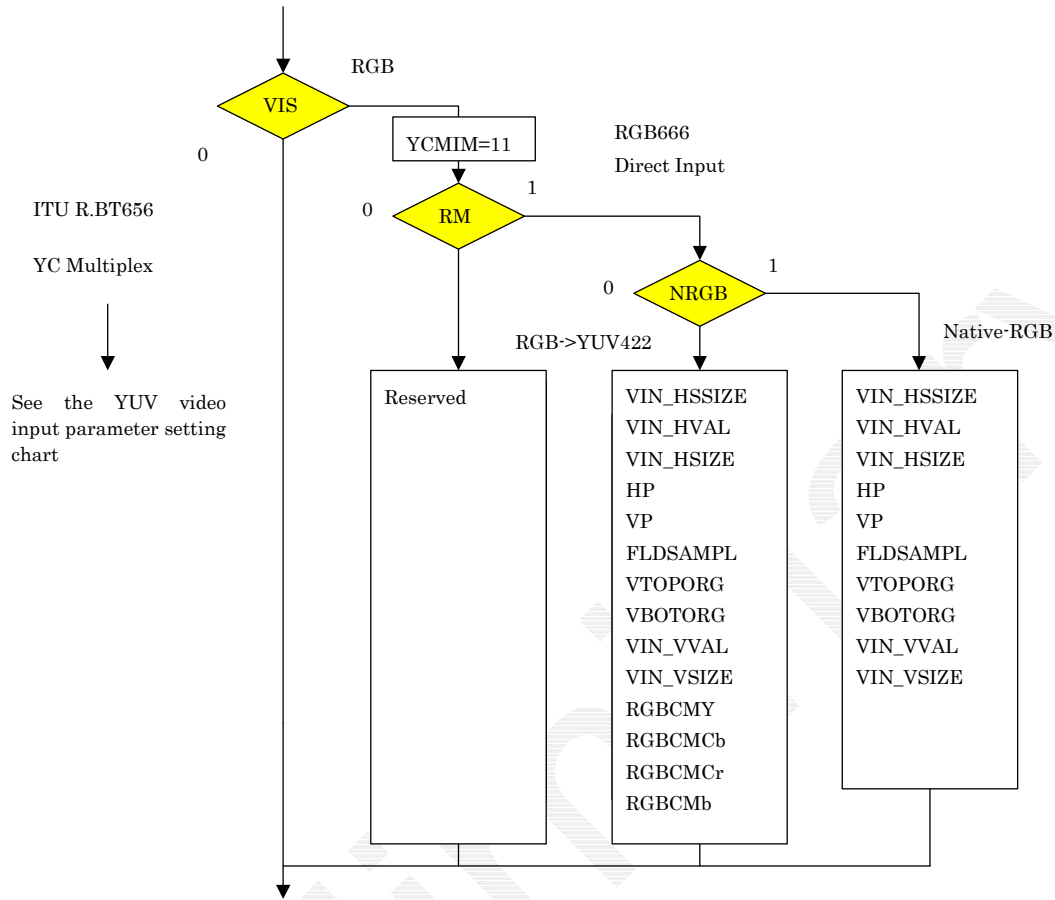 RGB
VIS
YCMIM=11
RGB666
Direct Input
0
1
ITU R.BT656
0
RM
YC Multiplex
1
0
NRGB
Native-RGB
RGB->YUV422
See the YUV video
input parameter setting
chart
Reserved
VIN_HSSIZE
VIN_HVAL
VIN_HSIZE
HP
VP
FLDSAMPL
VTOPORG
VBOTORG
VIN_VVAL
VIN_VSIZE
RGBCMY
RGBCMCb
RGBCMCr
RGBCMb
VIN_HSSIZE
VIN_HVAL
VIN_HSIZE
HP
VP
FLDSAMPL
VTOPORG
VBOTORG
VIN_VVAL
VIN_VSIZE